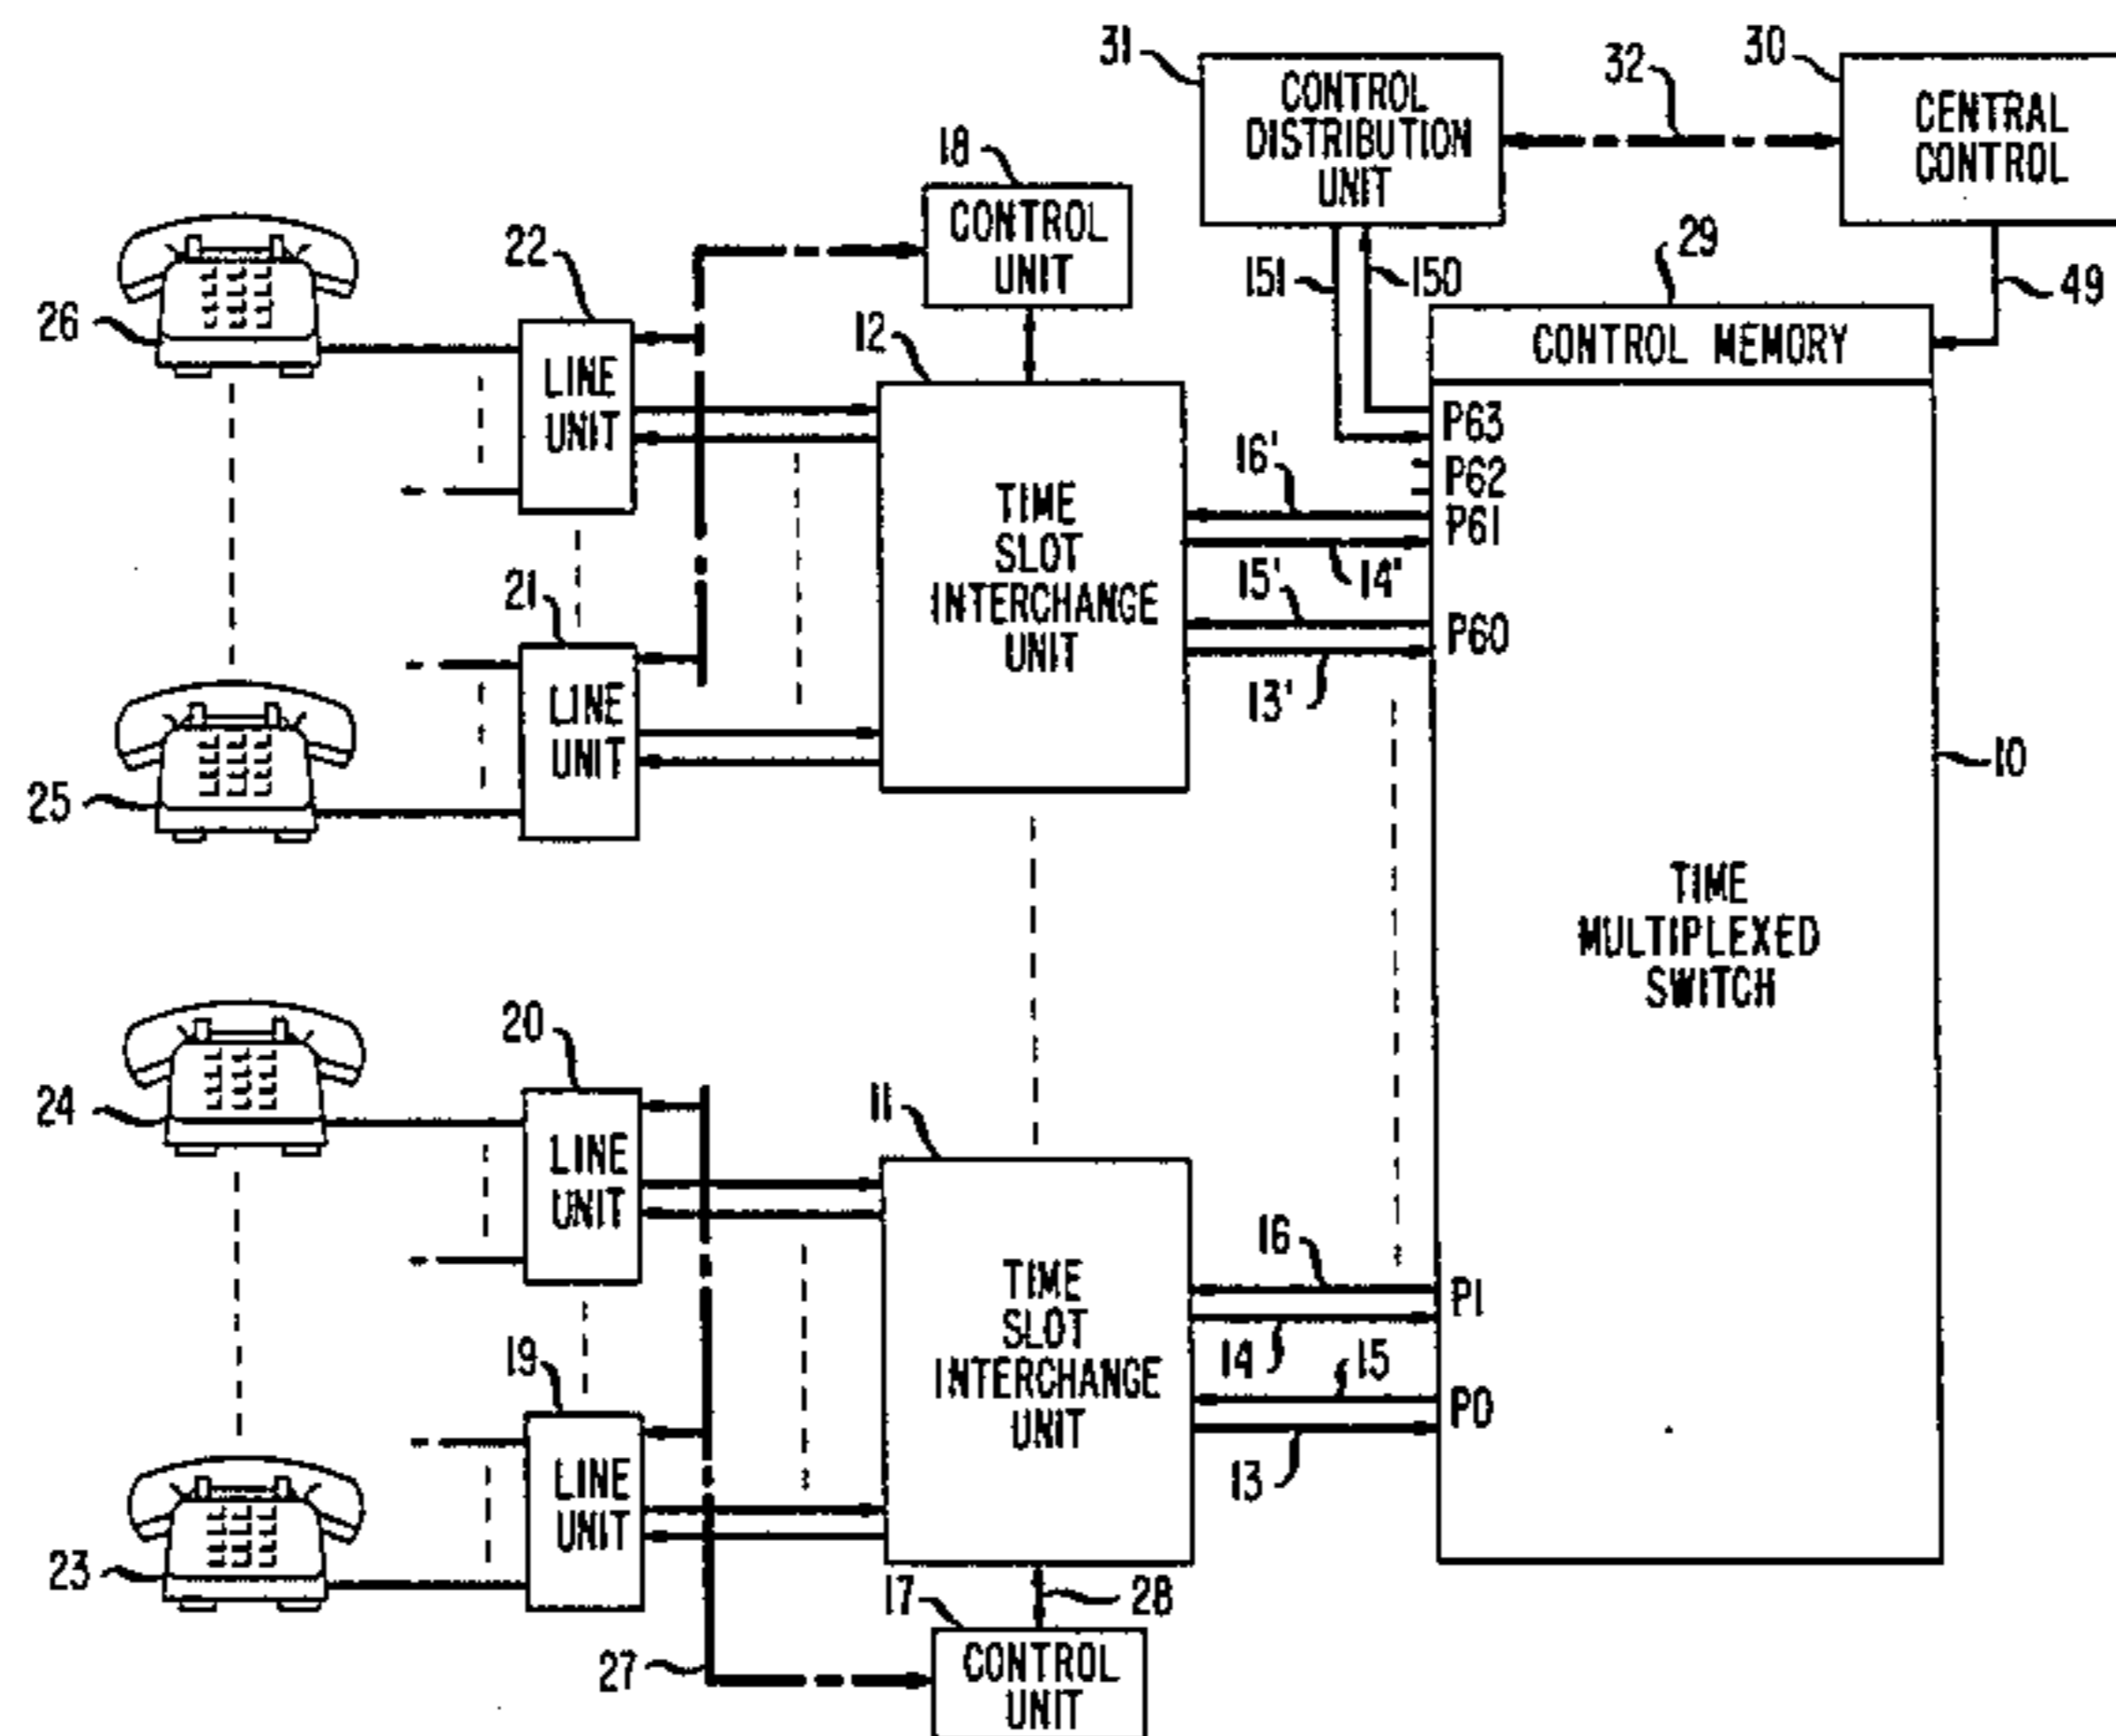 31
CONTROL
DISTRIBUTION
UNIT
32
30
CENTRAL
CONTROL
18
CONTROL
UNIT
151
150
29
CONTROL MEMORY
49
26
22
LINE
UNIT
12
TIME
SLOT
INTERCHANGE
UNIT
P63
P62
16'
P61
14'
15'
P60
13'
21
LINE
UNIT
25
10
TIME
MULTIPLEXED
SWITCH
24
20
LINE
UNIT
11
TIME
SLOT
INTERCHANGE
UNIT
16
P1
14
15
P0
13
19
LINE
UNIT
23
27
17
28
CONTROL
UNIT